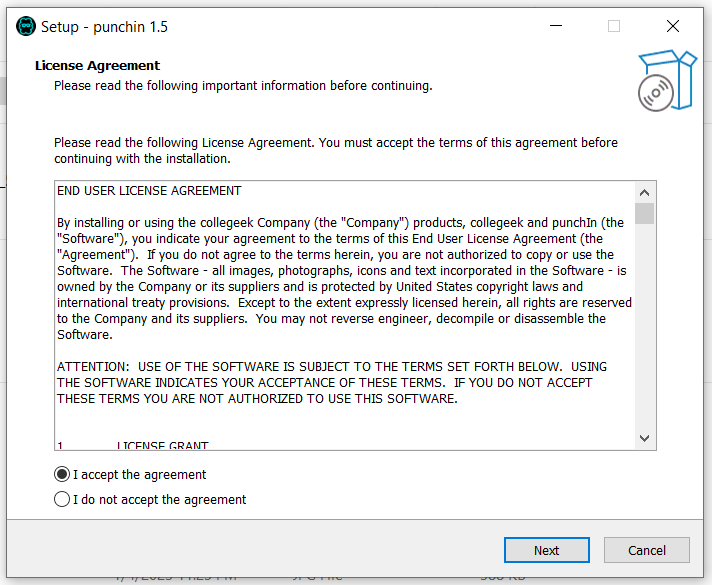 Setup - punchin 1.5
License Agreement
Please read the following important information before continuing.
Please read the following License Agreement. You must accept the terms of this agreement before
continuing with the installation.
END USER LICENSE AGREEMENT
By installing or using the collegeek Company (the "Company") products, collegeek and punchIn (the
"Software"), you indicate your agreement to the terms of this End User License Agreement (the
"Agreement").  If you do not agree to the terms herein, you are not authorized to copy or use the
Software.  The Software - all images, photographs, icons and text incorporated in the Software - is
owned by the Company or its suppliers and is protected by United States copyright laws and
international treaty provisions.  Except to the extent expressly licensed herein, all rights are reserved
to the Company and its suppliers.  You may not reverse engineer, decompile or disassemble the
Software.
ATTENTION:  USE OF THE SOFTWARE IS SUBJECT TO THE TERMS SET FORTH BELOW.  USING
THE SOFTWARE INDICATES YOUR ACCEPTANCE OF THESE TERMS.  IF YOU DO NOT ACCEPT
THESE TERMS YOU ARE NOT AUTHORIZED TO USE THIS SOFTWARE.
1 LICENSE GRANT
I accept the agreement
I do not accept the agreement
Next
Cancel